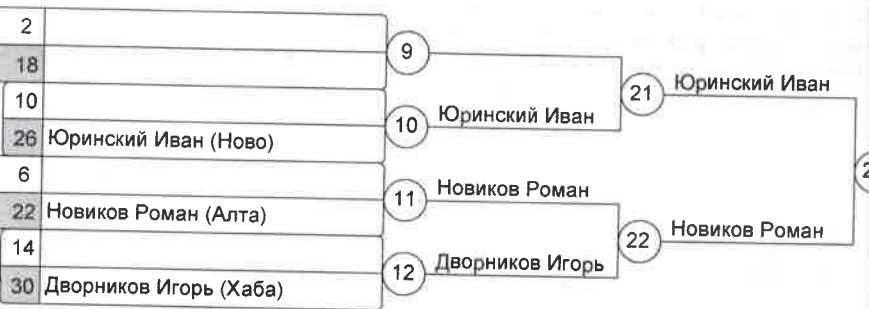 2
18
9
10
26 Юринский Иван (Ново)
10 Юринский Иван
21 Юринский Иван
6
22 Новиков Роман (Алта)
11 Новиков Роман
14
30 Дворников Игорь (Хаба)
12 Дворников Игорь
22 Новиков Роман